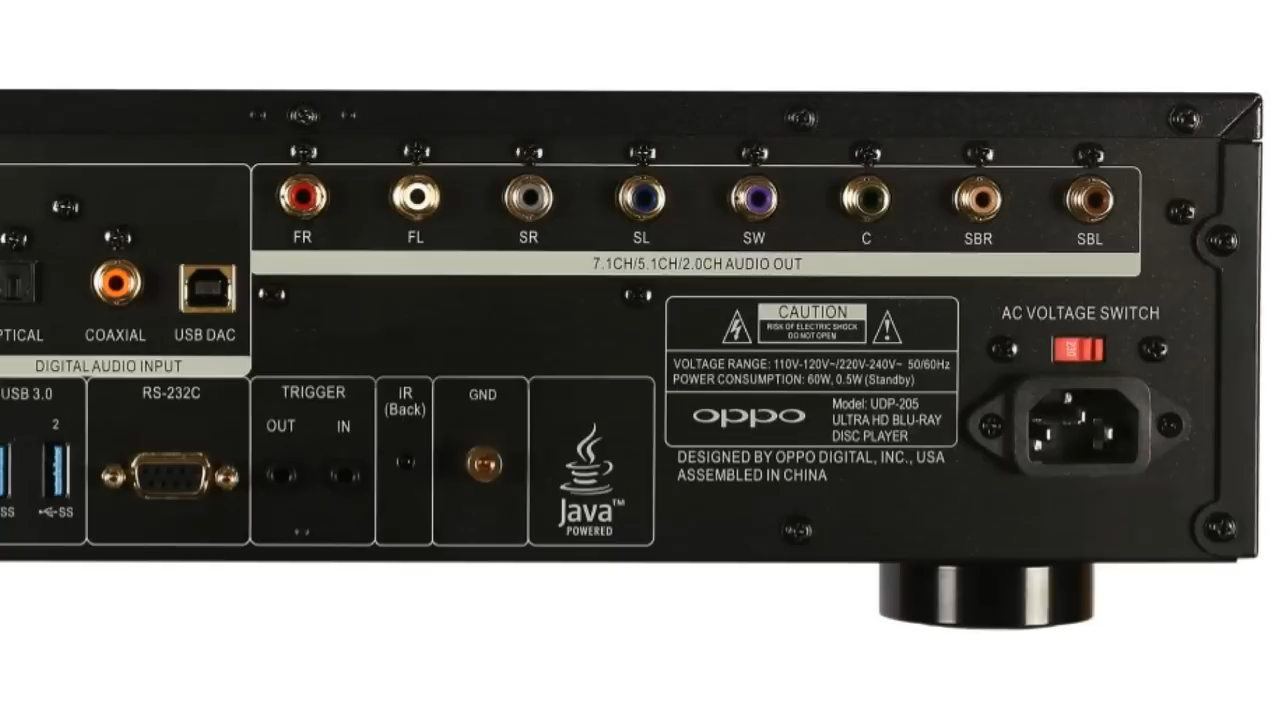 FR FL SR SL SW C SBR SBL
7.1CH/5.1CH/2.0CH AUDIO OUT
PTICAL COAXIAL USB DAC
DIGITAL AUDIO INPUT
USB 3.0
2
SS SS
RS-232C
TRIGGER
OUT IN
IR
(Back)
GND
Java™
POWERED
CAUTION
RISK OF ELECTRIC SHOCK
DO NOT OPEN
VOLTAGE RANGE: 110V-120V~/220V-240V~ 50/60Hz
POWER CONSUMPTION: 60W, 0.5W (Standby)
oppo
Model: UDP-205
ULTRA HD BLU-RAY
DISC PLAYER
DESIGNED BY OPPO DIGITAL, INC., USA
ASSEMBLED IN CHINA
AC VOLTAGE SWITCH
230